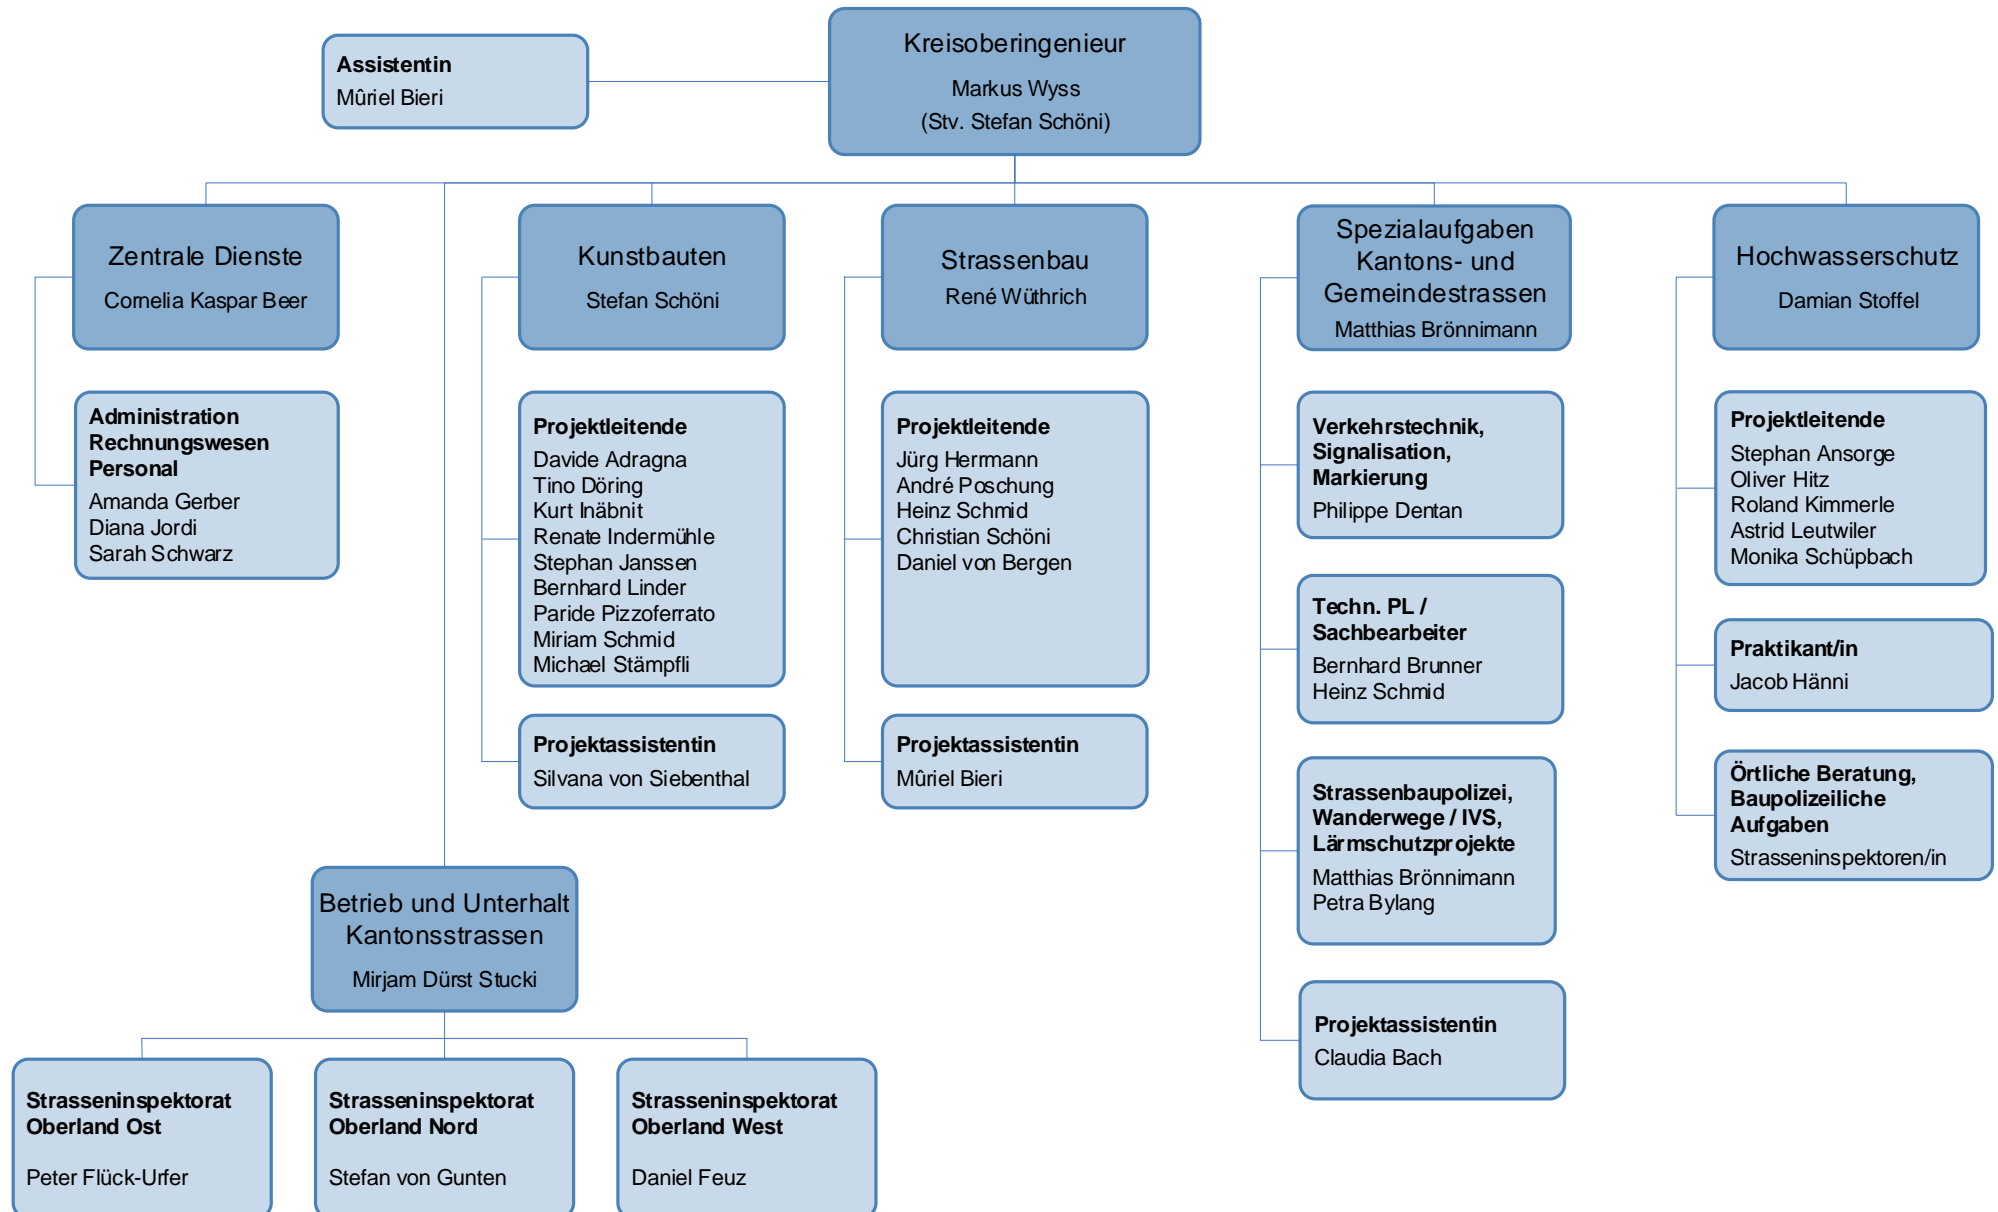 Kreisoberingenieur
Markus Wyss
(Stv. Stefan Schöni)
Assistentin
Mûriel Bieri
Zentrale Dienste
Cornelia Kaspar Beer
Administration
Rechnungswesen
Personal
Amanda Gerber
Diana Jordi
Sarah Schwarz
Kunstbauten
Stefan Schöni
Projektleitende
Davide Adragna
Tino Döring
Kurt Inäbnit
Renate Indermühle
Stephan Janssen
Bernhard Linder
Paride Pizzoferrato
Miriam Schmid
Michael Stämpfli
Projektassistentin
Silvana von Siebenthal
Strassenbau
René Wüthrich
Projektleitende
Jürg Herrmann
André Poschung
Heinz Schmid
Christian Schöni
Daniel von Bergen
Projektassistentin
Mûriel Bieri
Spezialaufgaben
Kantons- und
Gemeindestrassen
Matthias Brönnimann
Verkehrstechnik,
Signalisation,
Markierung
Philippe Dentan
Techn. PL /
Sachbearbeiter
Bernhard Brunner
Heinz Schmid
Strassenbaupolizei,
Wanderwege / IVS,
Lärmschutzprojekte
Matthias Brönnimann
Petra Bylang
Projektassistentin
Claudia Bach
Hochwasserschutz
Damian Stoffel
Projektleitende
Stephan Ansorge
Oliver Hitz
Roland Kimmerle
Astrid Leutwiler
Monika Schüpbach
Praktikant/in
Jacob Hänni
Örtliche Beratung,
Baupolizeiliche
Aufgaben
Strasseninspektoren/in
Betrieb und Unterhalt
Kantonsstrassen
Mirjam Dürst Stucki
Strasseninspektorat
Oberland Ost
Peter Flück-Urfer
Strasseninspektorat
Oberland Nord
Stefan von Gunten
Strasseninspektorat
Oberland West
Daniel Feuz